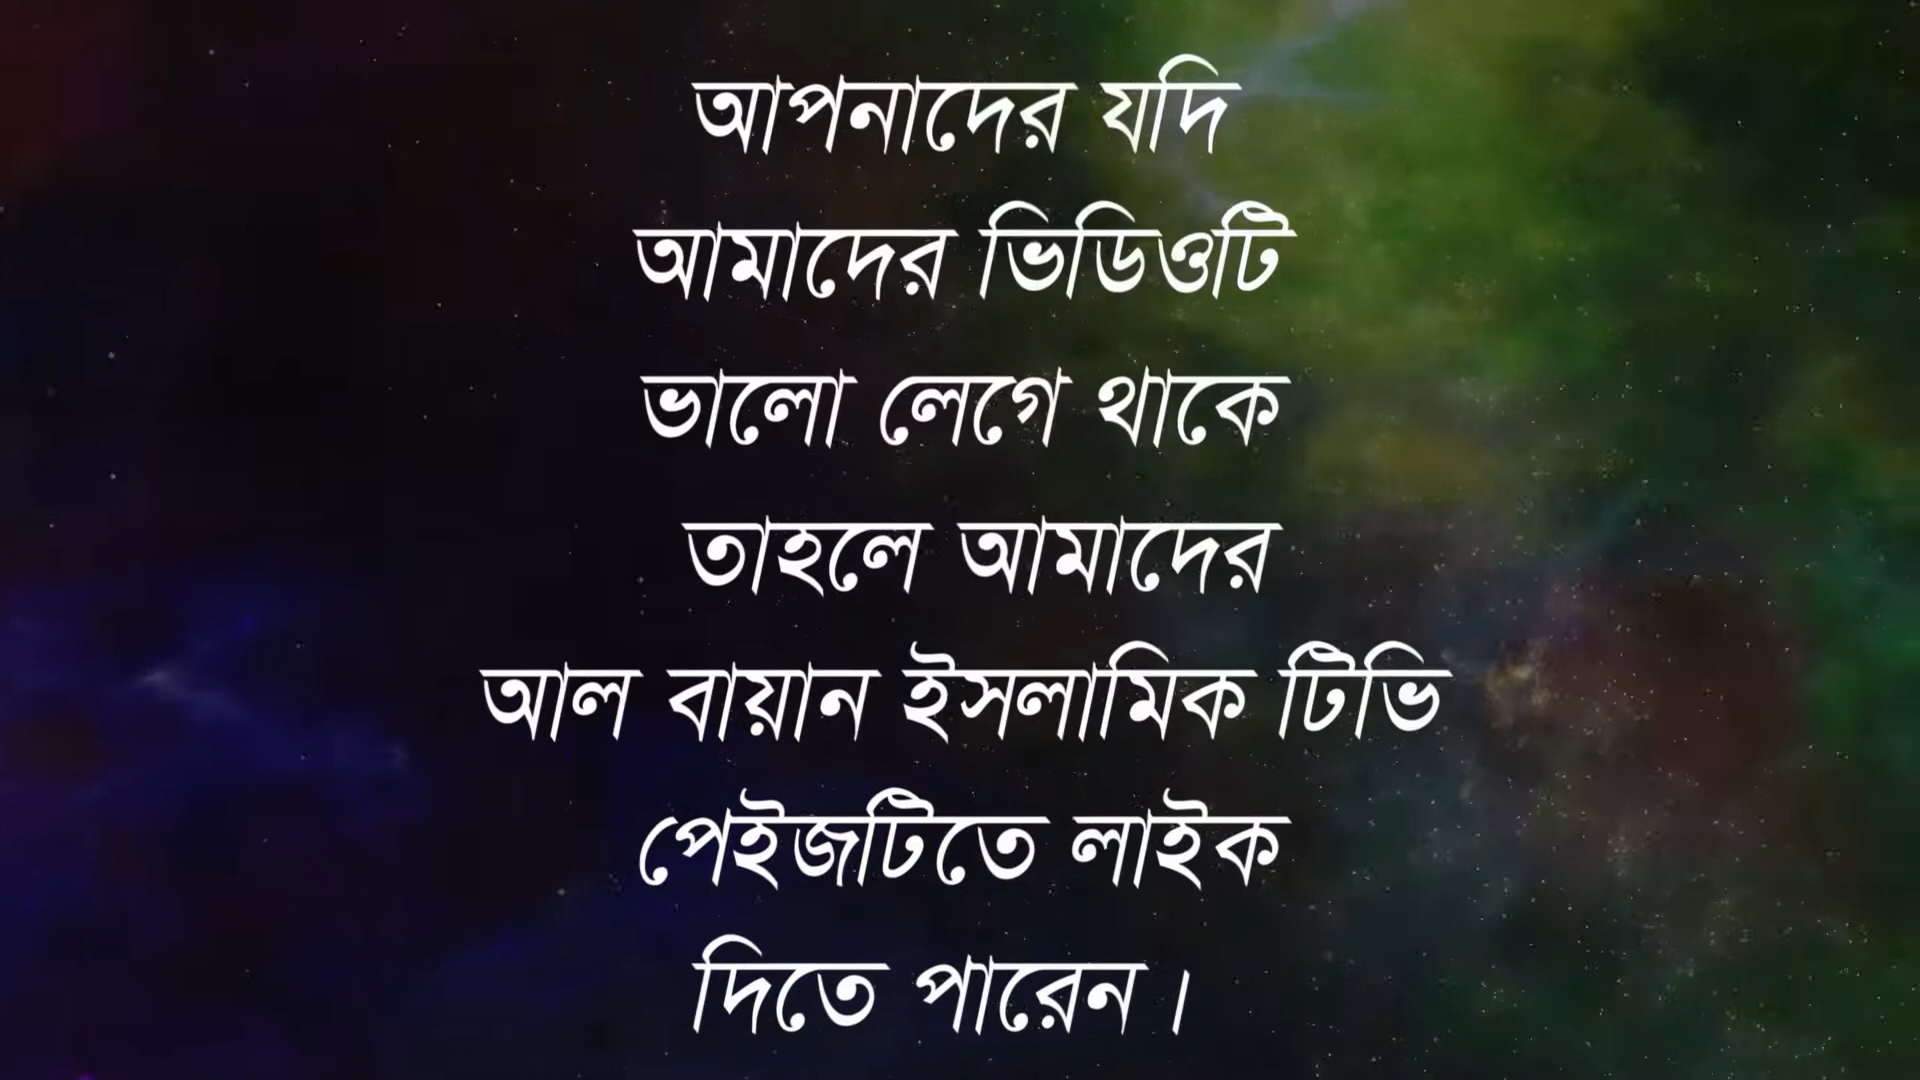 আপনাদের যদি
আমাদের ভিডিওটি
ভালো লেগে থাকে
তাহলে আমাদের
আল বায়ান ইসলামিক টিভি
পেইজটিতে লাইক
দিতে পারেন।